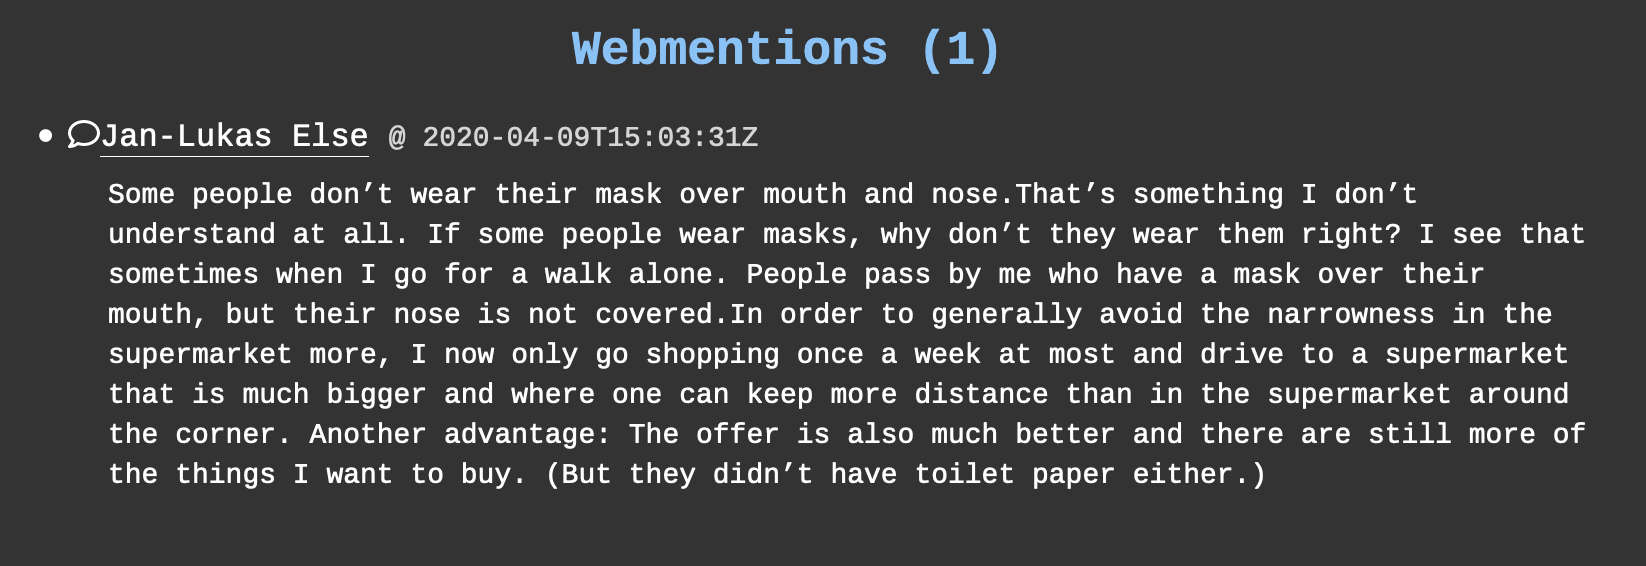 Webmentions (1)
Jan-Lukas Else @ 2020-04-09T15:03:31Z
Some people don’t wear their mask over mouth and nose.That’s something I don’t
understand at all. If some people wear masks, why don’t they wear them right? I see that
sometimes when I go for a walk alone. People pass by me who have a mask over their
mouth, but their nose is not covered.In order to generally avoid the narrowness in the
supermarket more, I now only go shopping once a week at most and drive to a supermarket
that is much bigger and where one can keep more distance than in the supermarket around
the corner. Another advantage: The offer is also much better and there are still more of
the things I want to buy. (But they didn’t have toilet paper either.)